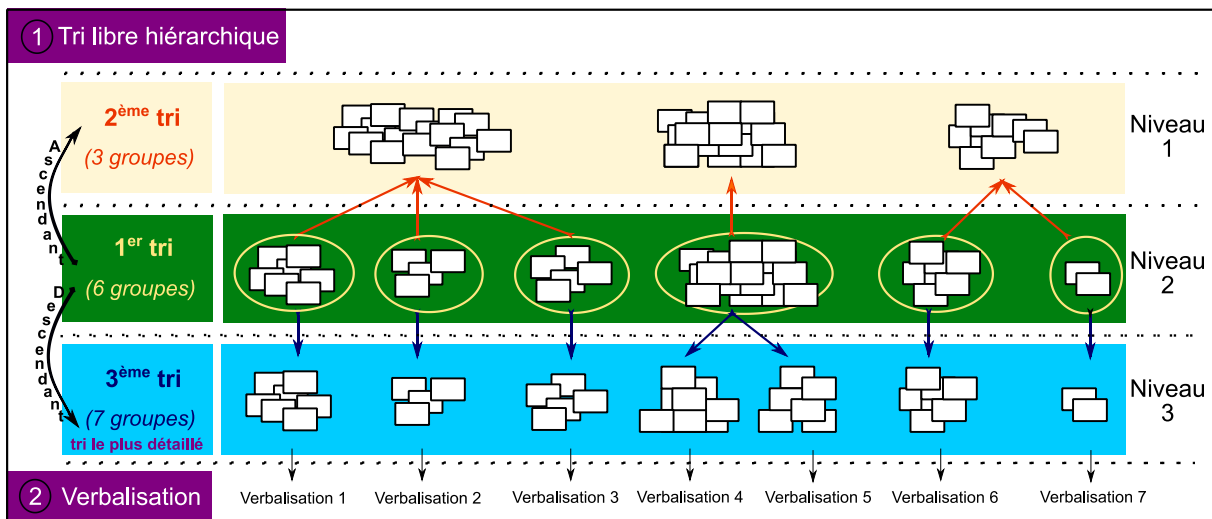 1 Tri libre hiérarchique
2ème tri
(3 groupes)
Niveau
1
Ascendant
1er tri
(6 groupes)
Niveau
2
Descendant
3ème tri
(7 groupes)
tri le plus détaillé
Niveau
3
2 Verbalisation
Verbalisation 1
Verbalisation 2
Verbalisation 3
Verbalisation 4
Verbalisation 5
Verbalisation 6
Verbalisation 7